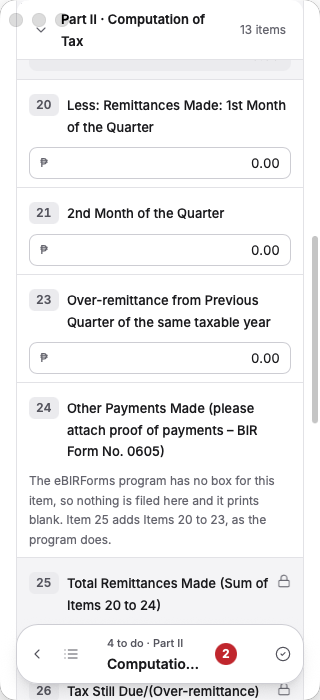 Part II · Computation of
Tax
13 items
20 Less: Remittances Made: 1st Month
of the Quarter
₱ 0.00
21 2nd Month of the Quarter
₱ 0.00
23 Over-remittance from Previous
Quarter of the same taxable year
₱ 0.00
24 Other Payments Made (please
attach proof of payments – BIR
Form No. 0605)
The eBIRForms program has no box for this
item, so nothing is filed here and it prints
blank. Item 25 adds Items 20 to 23, as the
program does.
25 Total Remittances Made (Sum of
Items 20 to 24)
4 to do · Part II
Computatio... 2
26 Tax Still Due/(Over-remittance)